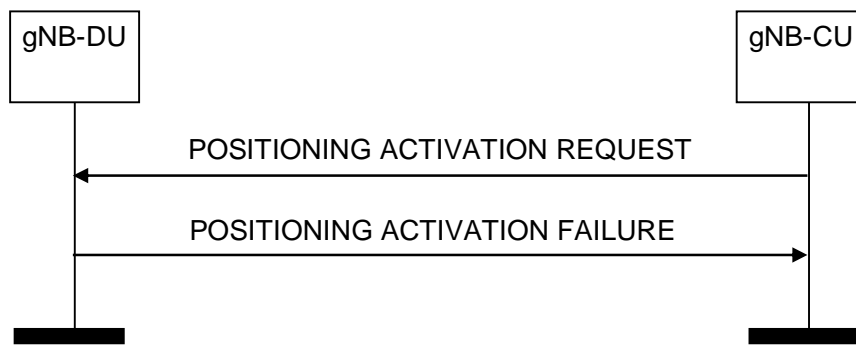 gNB-DU
gNB-CU
POSITIONING ACTIVATION REQUEST
POSITIONING ACTIVATION FAILURE